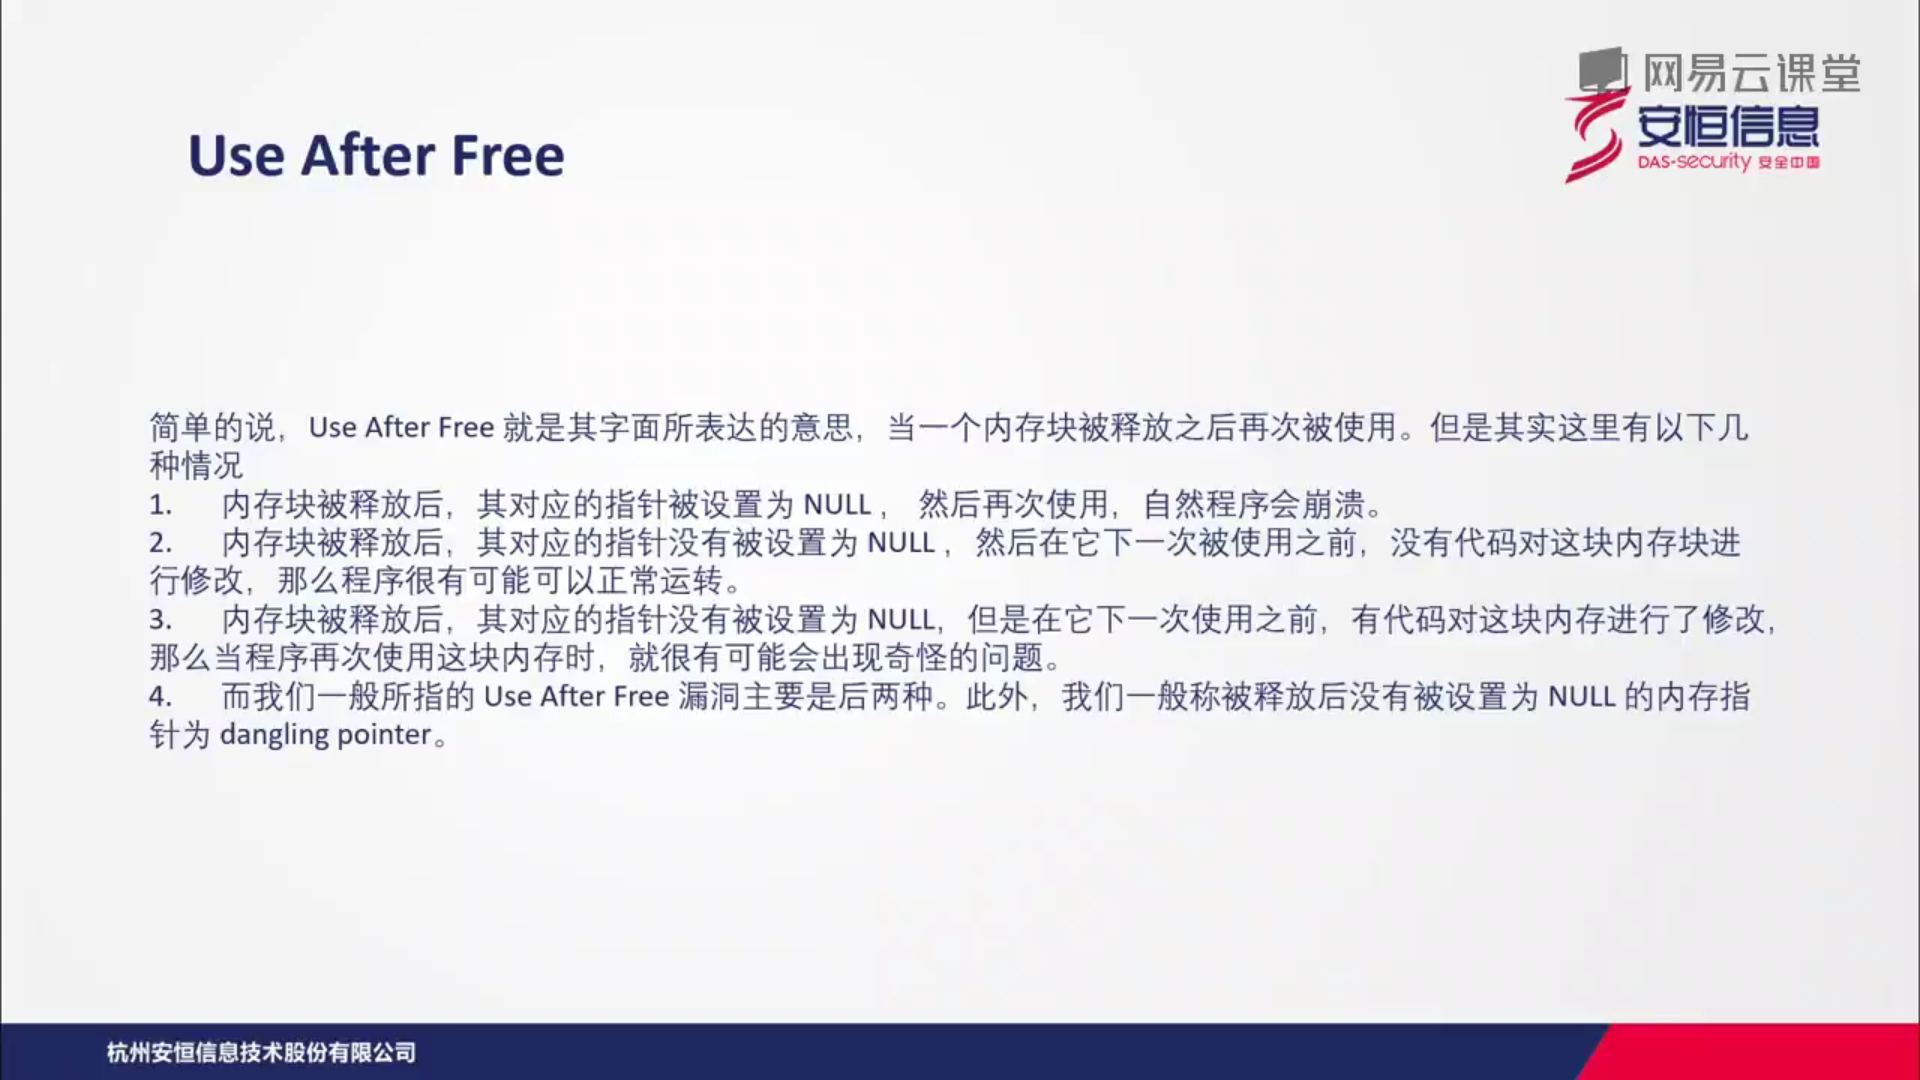 网易云课堂
安恒信息
DAS-security 安全中国
Use After Free
简单的说，Use After Free 就是其字面所表达的意思，当一个内存块被释放之后再次被使用。但是其实这里有以下几
种情况
1. 内存块被释放后，其对应的指针被设置为 NULL ， 然后再次使用，自然程序会崩溃。
2. 内存块被释放后，其对应的指针没有被设置为 NULL ，然后在它下一次被使用之前，没有代码对这块内存块进
行修改，那么程序很有可能可以正常运转。
3. 内存块被释放后，其对应的指针没有被设置为 NULL，但是在它下一次使用之前，有代码对这块内存进行了修改，
那么当程序再次使用这块内存时，就很有可能会出现奇怪的问题。
4. 而我们一般所指的 Use After Free 漏洞主要是后两种。此外，我们一般称被释放后没有被设置为 NULL 的内存指
针为 dangling pointer。
杭州安恒信息技术股份有限公司